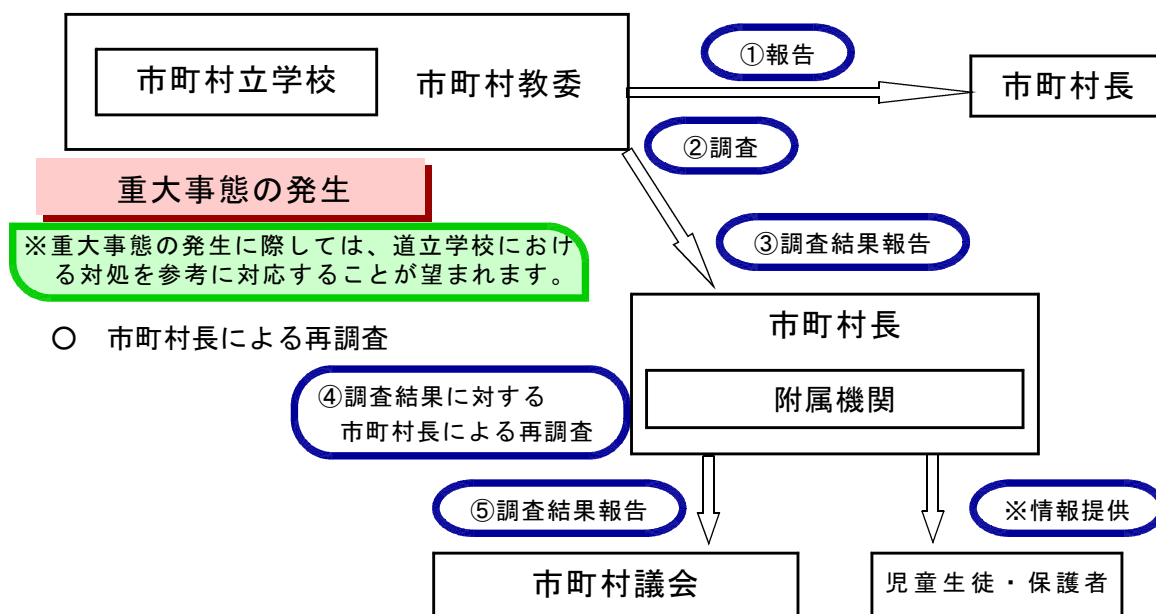 ①報告
市町村立学校
市町村教委
市町村長
②調査
重大事態の発生
※重大事態の発生に際しては、道立学校におけ
る対処を参考に対応することが望まれます。
③調査結果報告
○ 市町村長による再調査
市町村長
④調査結果に対する
市町村長による再調査
附属機関
⑤調査結果報告
※情報提供
市町村議会
児童生徒・保護者